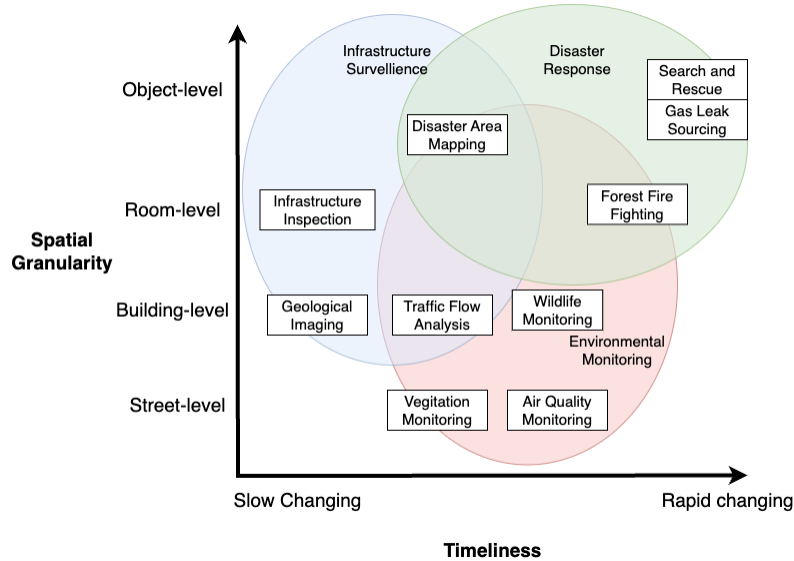 Infrastructure
Survellience
Disaster
Response
Search and
Rescue
Object-level
Gas Leak
Sourcing
Disaster Area
Mapping
Room-level
Infrastructure
Inspection
Forest Fire
Fighting
Spatial
Granularity
Building-level
Geological
Imaging
Traffic Flow
Analysis
Wildlife
Monitoring
Environmental
Monitoring
Street-level
Vegitation
Monitoring
Air Quality
Monitoring
Slow Changing
Rapid changing
Timeliness